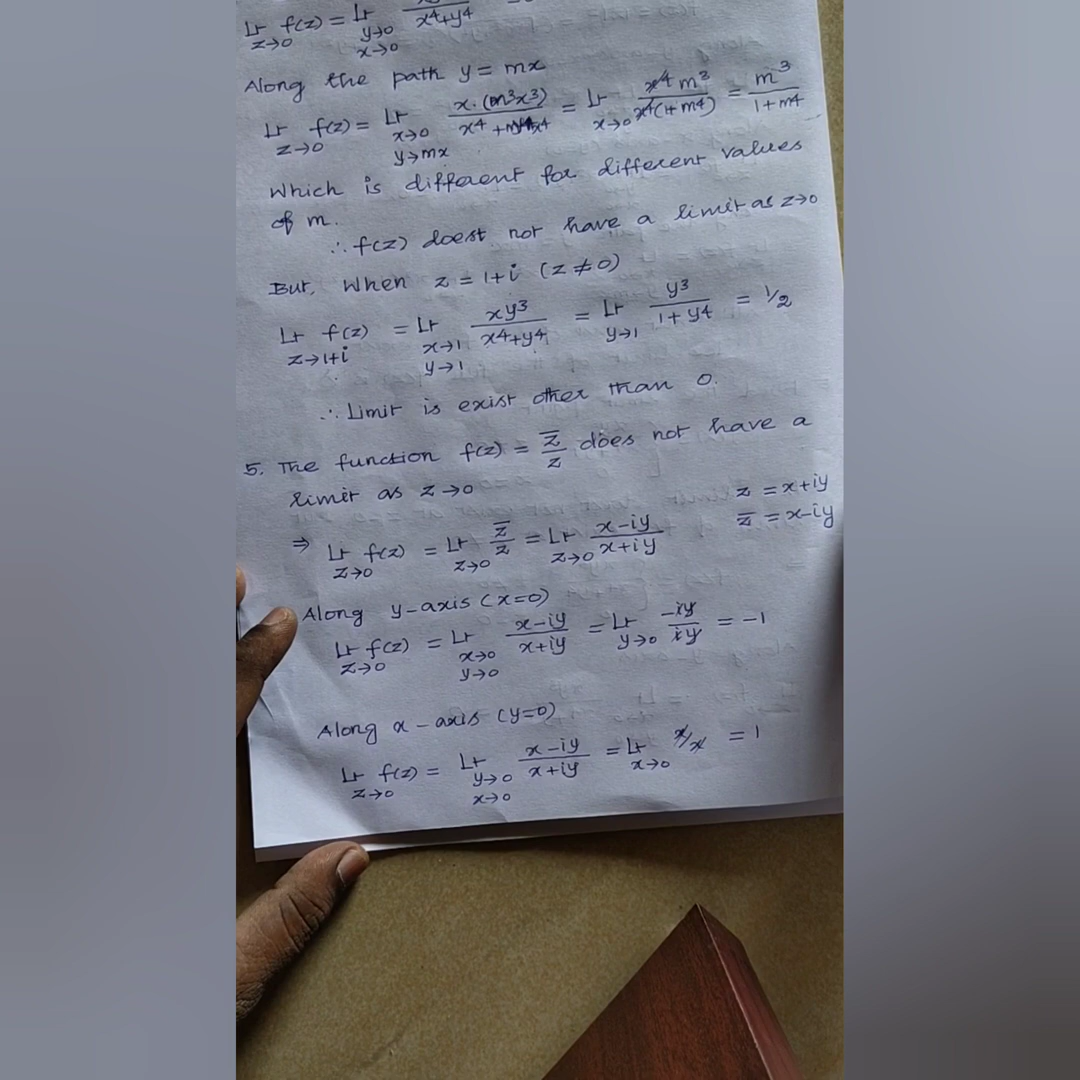 Lt f(z) = Lt x⁴+y⁴
z→0 y→0
x→0
Along the path y = mx
Lt f(z) = Lt x·(m³x³) / x⁴ + m⁴x⁴ = Lt x⁴ m³ / x⁴(1+m⁴) = m³ / 1+m⁴
z→0 x→0 x→0
y→mx
Which is different for different values
of m.
∴ f(z) doest not have a limit as z→0
But, When z = 1+i (z≠0)
Lt f(z) = Lt xy³ / x⁴+y⁴ = Lt y³ / 1+y⁴ = 1/2
z→1+i x→1 y→1
y→1
∴ Limit is exist other than 0.
5. The function f(z) = z̅/z does not have a
limit as z→0
z = x+iy
z̅ = x-iy
⇒ Lt f(z) = Lt z̅/z = Lt x-iy / x+iy
z→0 z→0 z→0
Along y-axis (x=0)
Lt f(z) = Lt x-iy / x+iy = Lt -iy / iy = -1
z→0 x→0 y→0
y→0
Along x-axis (y=0)
Lt f(z) = Lt x-iy / x+iy = Lt x/x = 1
z→0 y→0 x→0
x→0